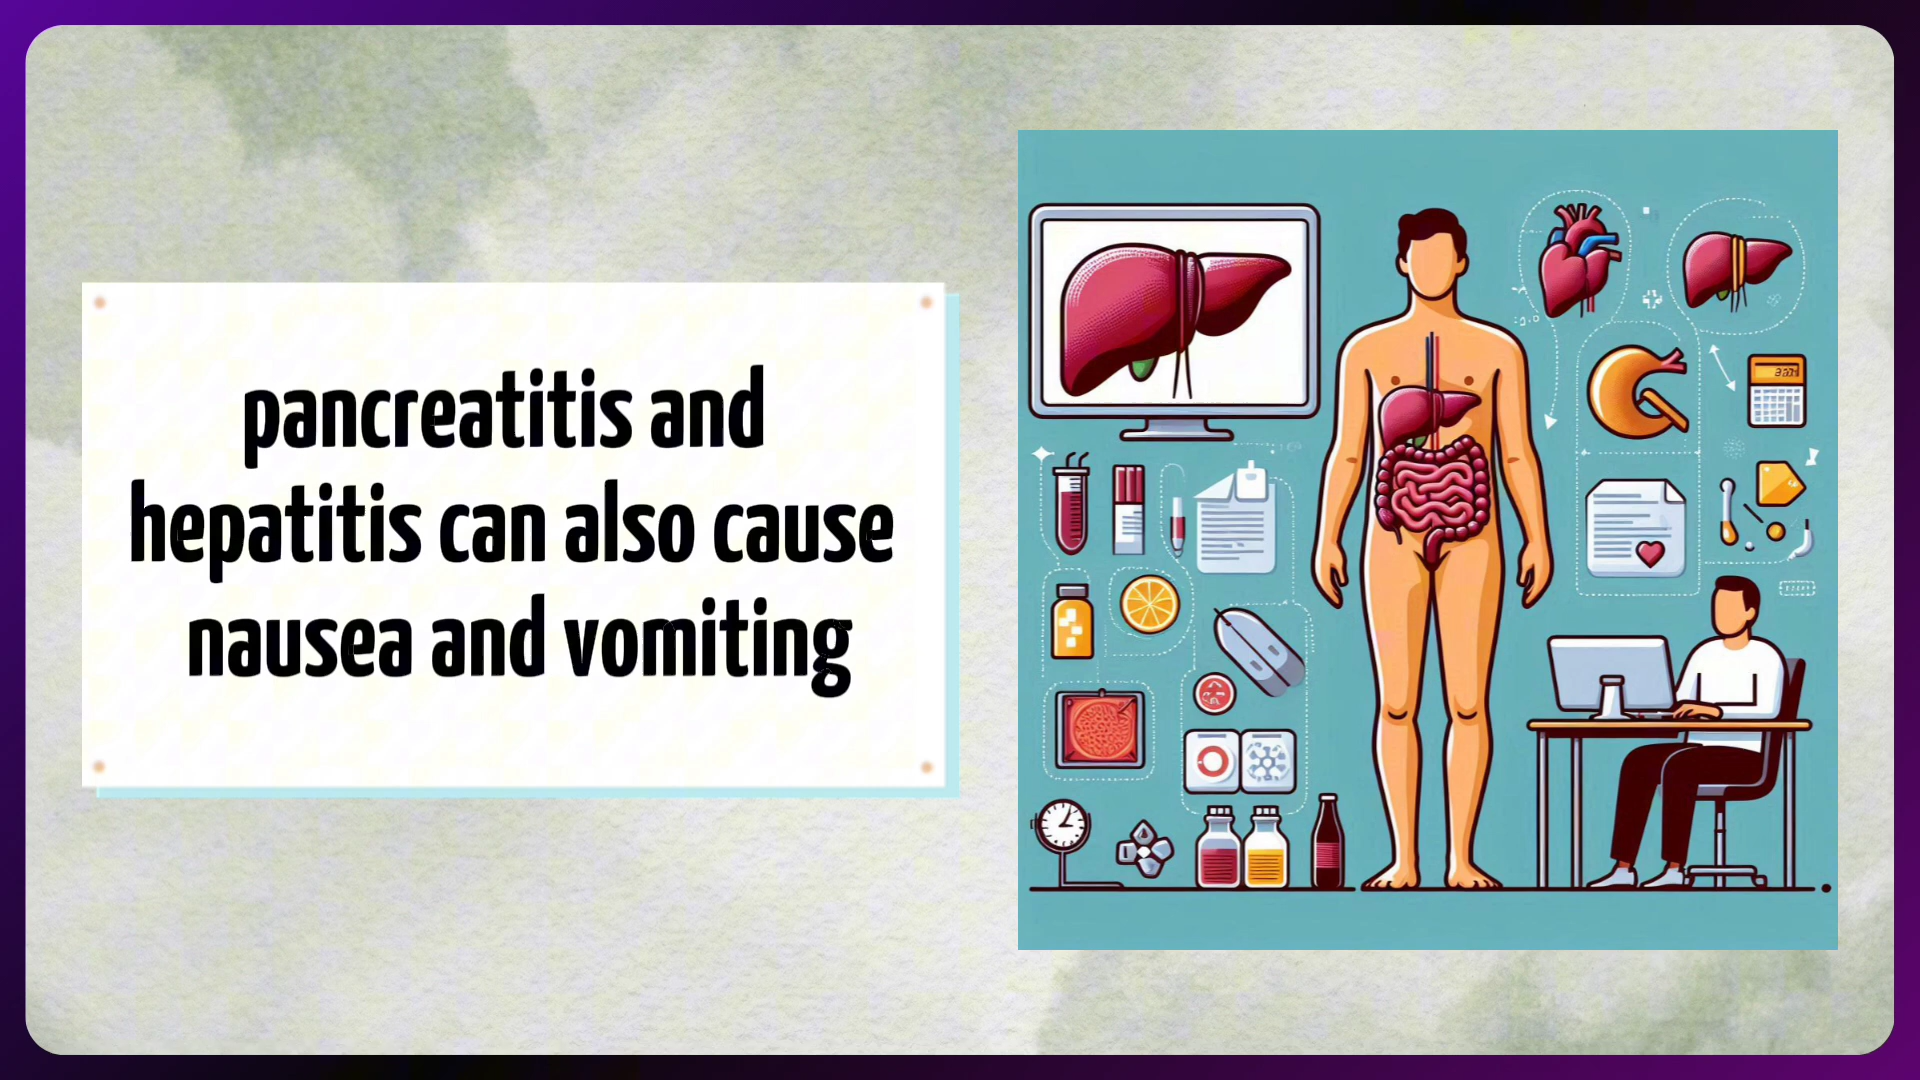 pancreatitis and
hepatitis can also cause
nausea and vomiting